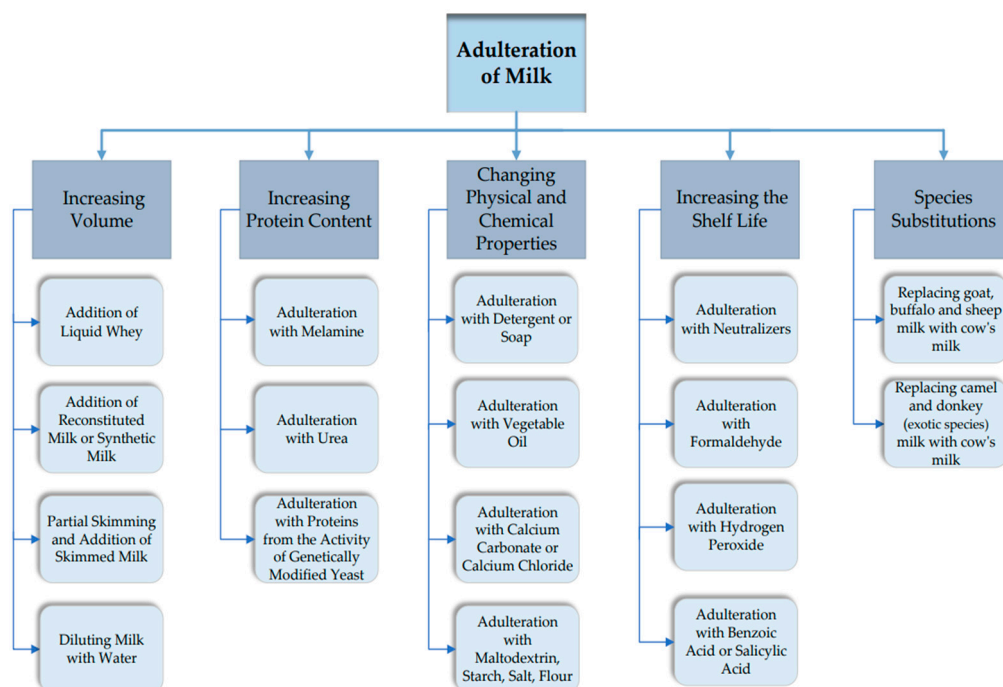 Adulteration
of Milk
Increasing
Volume
Addition of
Liquid Whey
Addition of
Reconstituted
Milk or Synthetic
Milk
Partial Skimming
and Addition of
Skimmed Milk
Diluting Milk
with Water
Increasing
Protein Content
Adulteration
with Melamine
Adulteration
with Urea
Adulteration
with Proteins
from the Activity
of Genetically
Modified Yeast
Changing
Physical and
Chemical
Properties
Adulteration
with Detergent or
Soap
Adulteration
with Vegetable
Oil
Adulteration
with Calcium
Carbonate or
Calcium Chloride
Adulteration
with
Maltodextrin,
Starch, Salt, Flour
Increasing the
Shelf Life
Adulteration
with Neutralizers
Adulteration
with
Formaldehyde
Adulteration
with Hydrogen
Peroxide
Adulteration
with Benzoic
Acid or Salicylic
Acid
Species
Substitutions
Replacing goat,
buffalo and sheep
milk with cow's
milk
Replacing camel
and donkey
(exotic species)
milk with cow's
milk